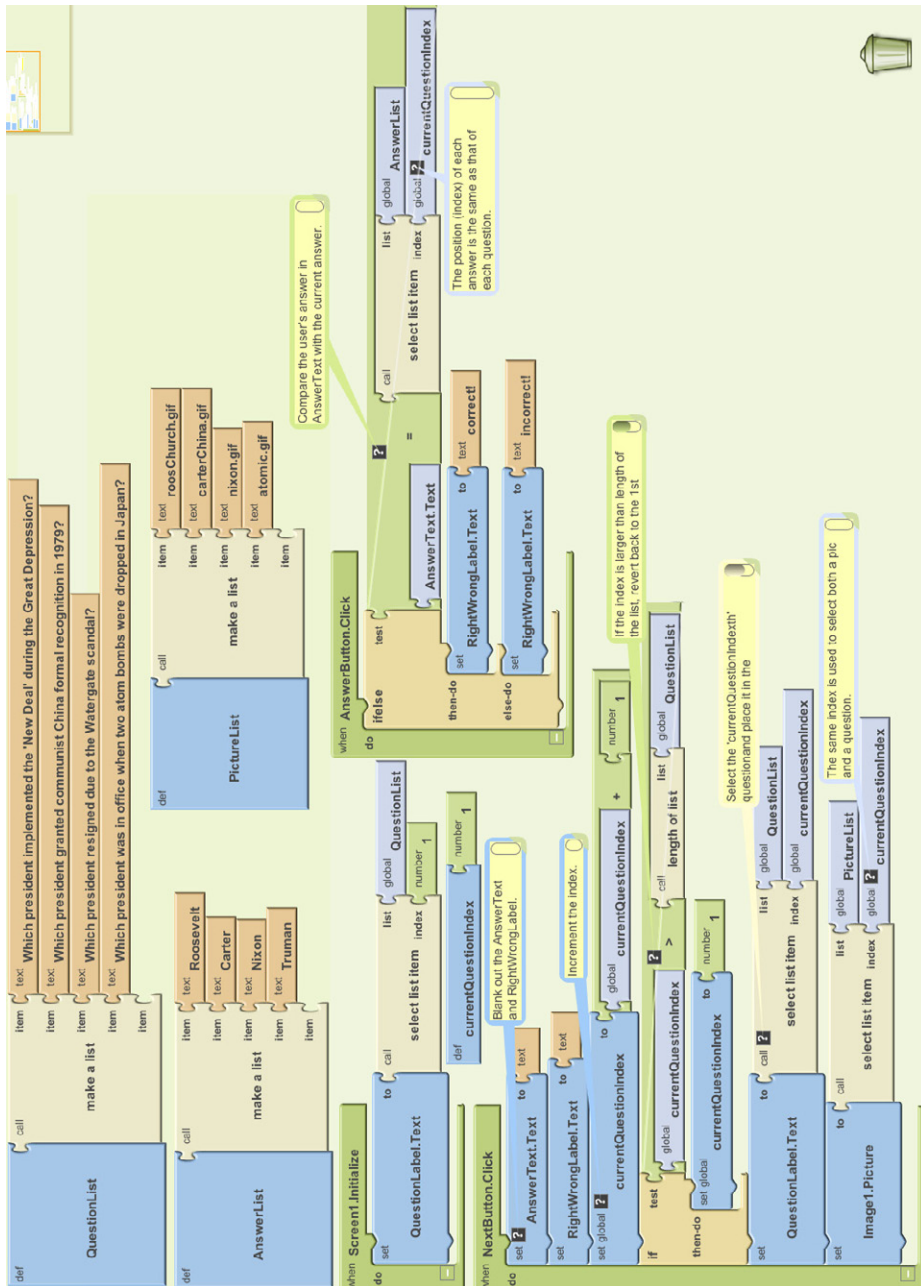 def QuestionList call make a list
item text Which president implemented the 'New Deal' during the Great Depression?
item text Which president granted communist China formal recognition in 1979?
item text Which president resigned due to the Watergate scandal?
item text Which president was in office when two atom bombs were dropped in Japan?
item
def AnswerList call make a list
item text Roosevelt
item text Carter
item text Nixon
item text Truman
item
def PictureList call make a list
item text roosChurch.gif
item text carterChina.gif
item text nixon.gif
item text atomic.gif
item
when Screen1.Initialize
do set QuestionLabel.Text to call select list item list global QuestionList
index number 1
def currentQuestionIndex number 1
when AnswerButton.Click
do ifelse test AnswerText.Text = call select list item list global AnswerList
index global currentQuestionIndex
then-do set RightWrongLabel.Text to text correct!
else-do set RightWrongLabel.Text to text incorrect!
Compare the user's answer in
AnswerText with the current answer.
The position (index) of each
answer is the same as that of
each question.
when NextButton.Click
do set AnswerText.Text to text
set RightWrongLabel.Text to text
set global currentQuestionIndex to global currentQuestionIndex + number 1
Blank out the AnswerText
and RightWrongLabel.
Increment the index.
if test global currentQuestionIndex > call length of list list global QuestionList
then-do set global currentQuestionIndex to number 1
If the index is larger than length of
the list, revert back to the 1st
set QuestionLabel.Text to call select list item list global QuestionList
index global currentQuestionIndex
Select the 'currentQuestionIndexth'
questionand place it in the
set Image1.Picture to call select list item list global PictureList
index global currentQuestionIndex
The same index is used to select both a pic
and a question.